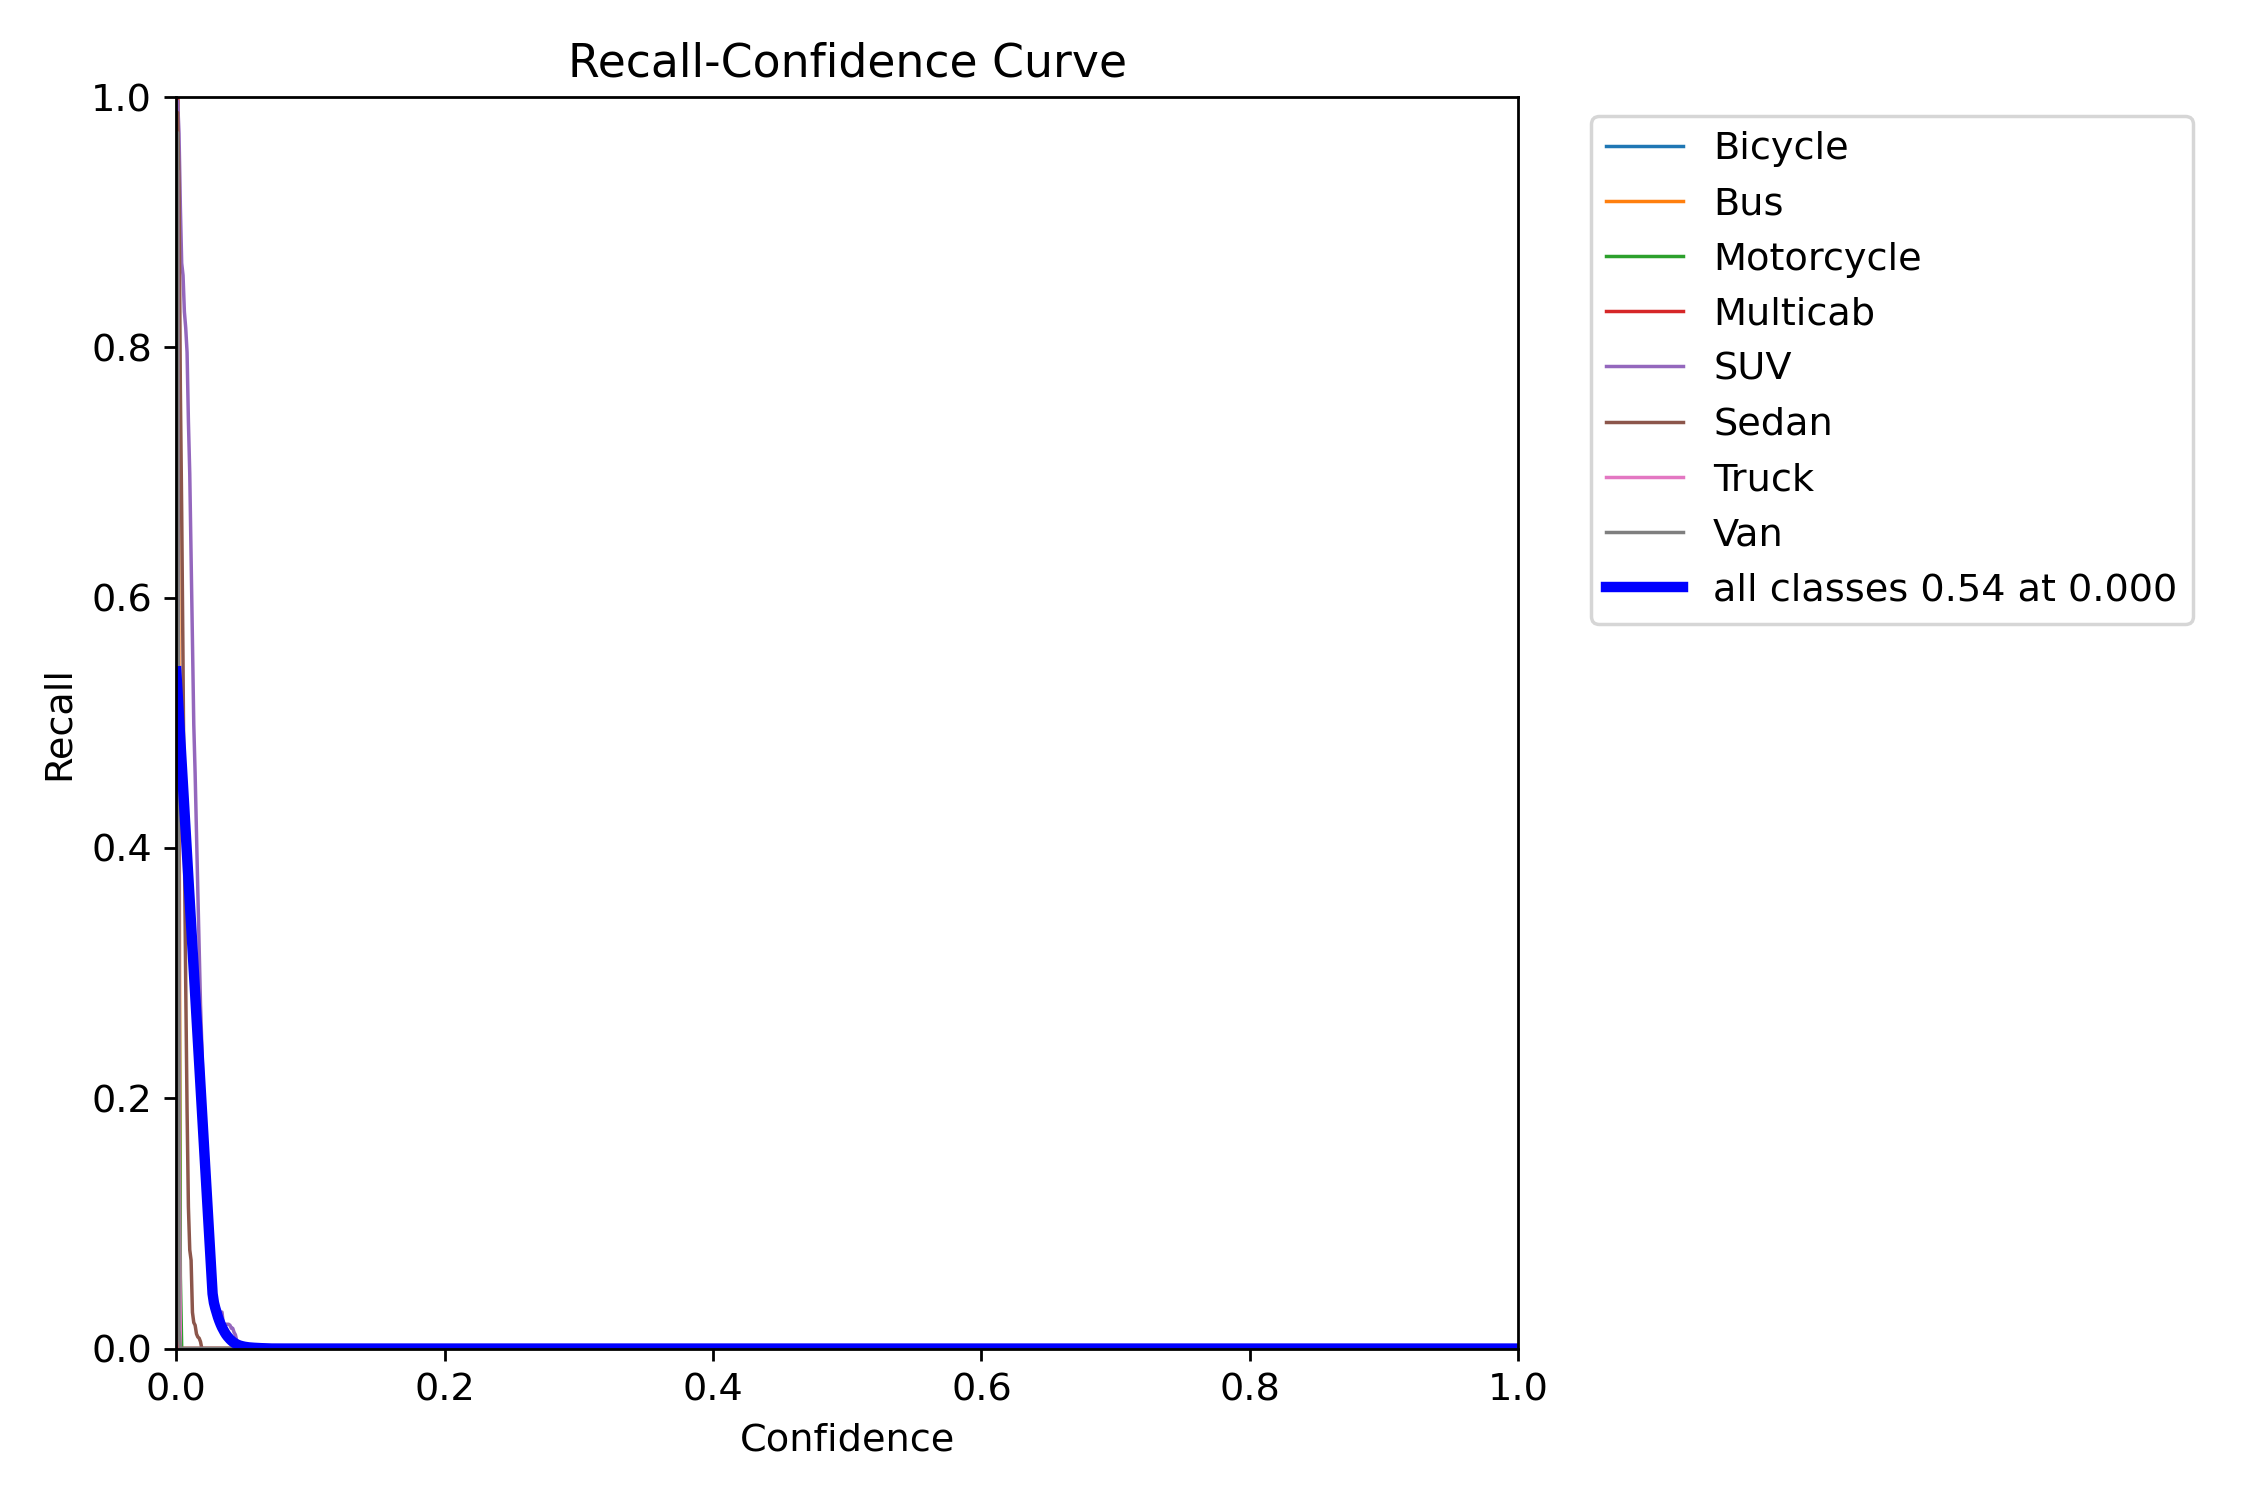 Recall-Confidence Curve
1.0
0.8
0.6
0.4
0.2
0.0
Recall
0.0 0.2 0.4 0.6 0.8 1.0
Confidence
Bicycle
Bus
Motorcycle
Multicab
SUV
Sedan
Truck
Van
all classes 0.54 at 0.000